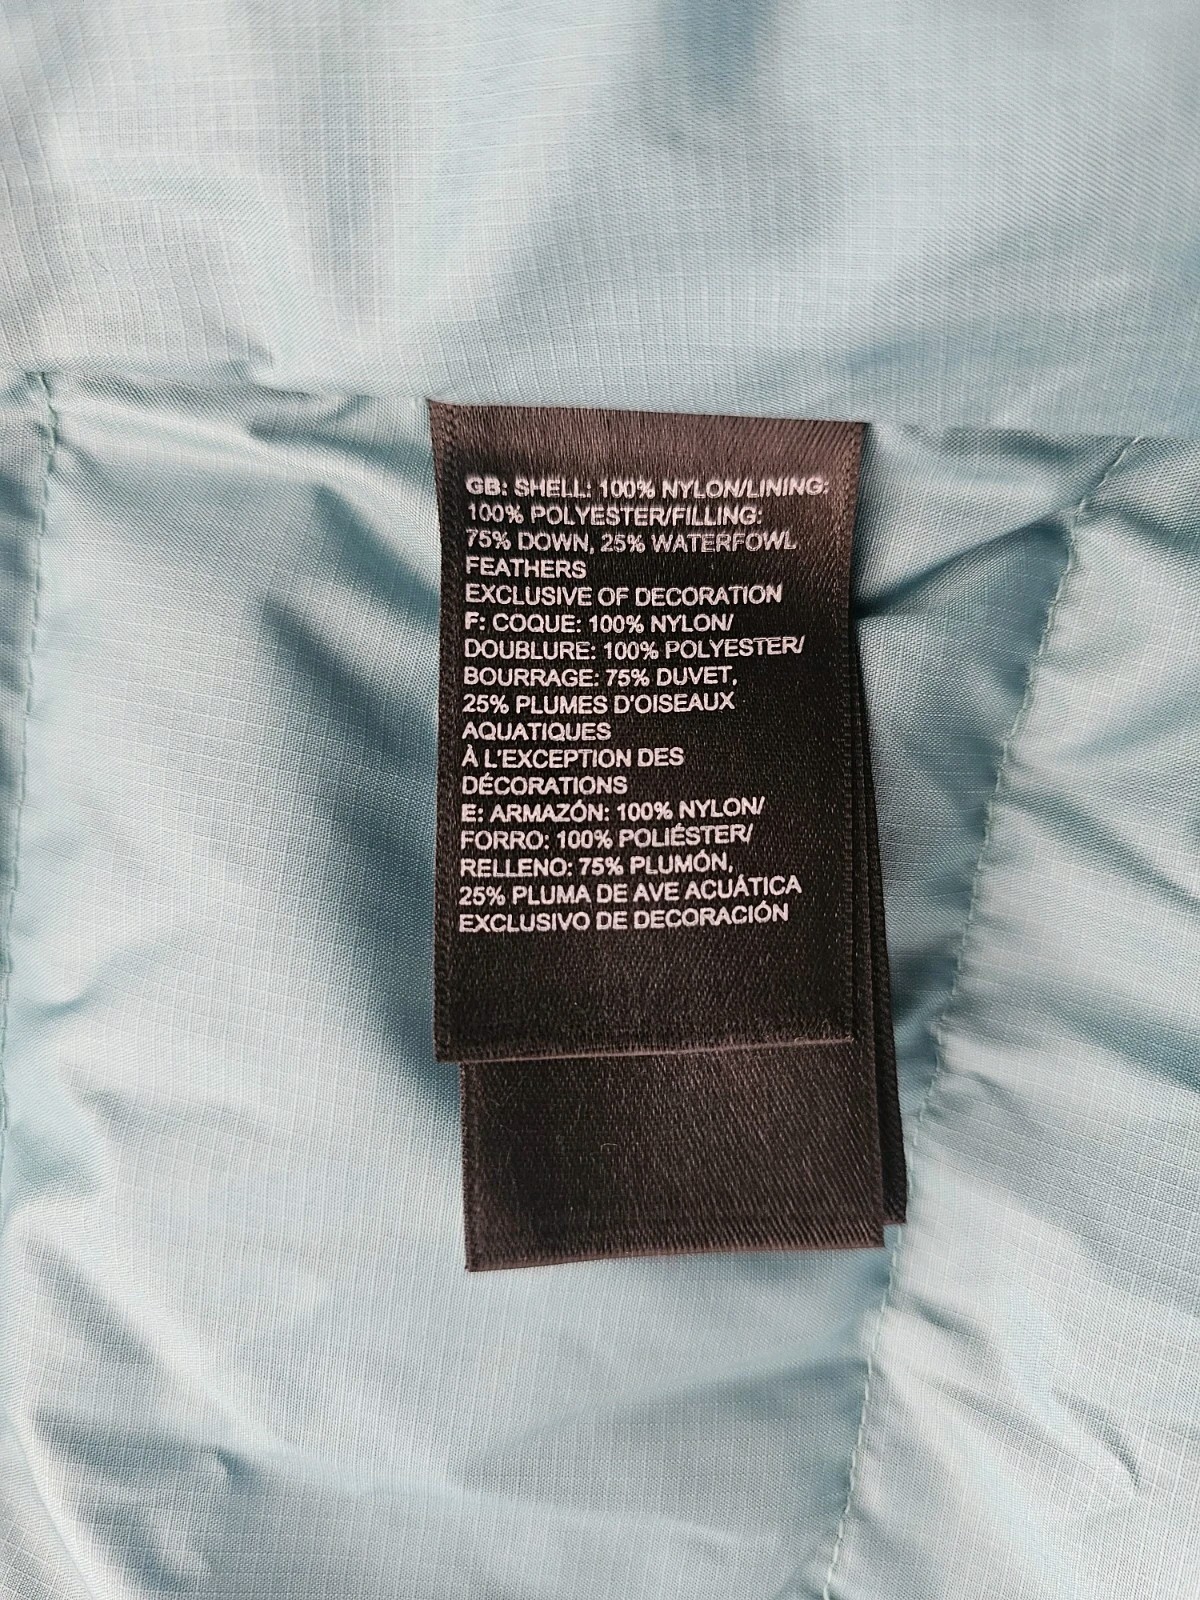 GB: SHELL: 100% NYLON/LINING:
100% POLYESTER/FILLING:
75% DOWN, 25% WATERFOWL
FEATHERS
EXCLUSIVE OF DECORATION
F: COQUE: 100% NYLON/
DOUBLURE: 100% POLYESTER/
BOURRAGE: 75% DUVET,
25% PLUMES D'OISEAUX
AQUATIQUES
À L'EXCEPTION DES
DÉCORATIONS
E: ARMAZÓN: 100% NYLON/
FORRO: 100% POLIÉSTER/
RELLENO: 75% PLUMÓN,
25% PLUMA DE AVE ACUÁTICA
EXCLUSIVO DE DECORACIÓN